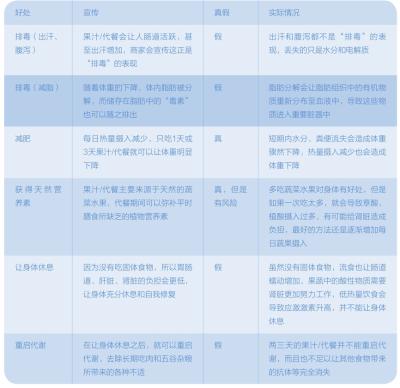 好处 宣传 真假 实际情况
排毒（出汗、 果汁/代餐会让人肠道活跃，甚 假 出汗和腹泻都不是“排毒”的表
腹泻） 至出汗增加，商家会宣传这正是 现，丢失的只是水分和电解质
“排毒”的表现
排毒（减脂） 随着体重的下降，体内脂肪被分 假 脂肪分解会让脂肪组织中的有机物
解，而储存在脂肪中的“毒素” 质重新分布至血液中，导致这些物
也可以随之排出 质进入重要脏器中
减肥 每日热量摄入减少，只吃1天或 真 短期内水分、粪便流失会造成体重
3天果汁/代餐就可以让体重明显 骤然下降，热量摄入减少也会造成
下降 体重下降
获得天然营 果汁/代餐主要来源于天然的蔬 真，但是 多吃蔬菜水果对身体有好处，但是
养素 菜水果，代餐期间可以弥补平时 有风险 如果一次吃太多，就会导致草酸、
膳食所缺乏的植物营养素 植酸摄入过多，有可能给肾脏造成
负担，最好的方法还是逐渐增加每
日蔬果摄入
让身体休息 因为没有吃固体食物，所以胃肠 假 虽然没有固体食物，流食也让肠道
道、肝脏、肾脏的负担会更低， 蠕动增加，果蔬中的酸性物质需要
让身体充分休息和自我修复 肾脏更加努力工作，低热量饮食会
导致应激激素升高，并不能让身体
休息
重启代谢 在让身体休息之后，就可以重启 假 两三天的果汁/代餐并不能重启代
代谢，去除长期吃肉和五谷杂粮 谢，而且也不足以让其他食物带来
所带来的各种不适 的抗体等完全消失